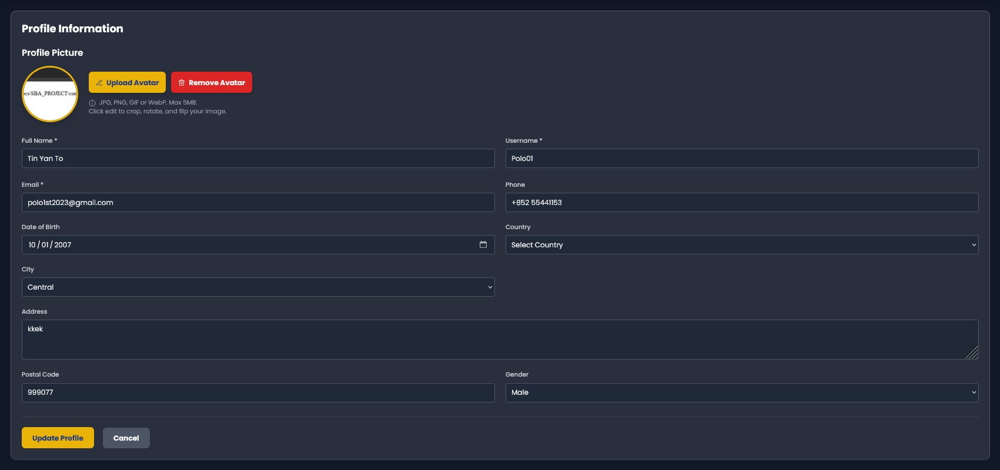 Profile Information
Profile Picture
ocs\SBA_PROJECT\con
Upload Avatar Remove Avatar
JPG, PNG, GIF or WebP. Max 5MB.
Click edit to crop, rotate, and flip your image.
Full Name * Username *
Tin Yan To Polo01
Email * Phone
polo1st2023@gmail.com +852 55441153
Date of Birth Country
10 / 01 / 2007 Select Country
City
Central
Address
kkek
Postal Code Gender
999077 Male
Update Profile Cancel